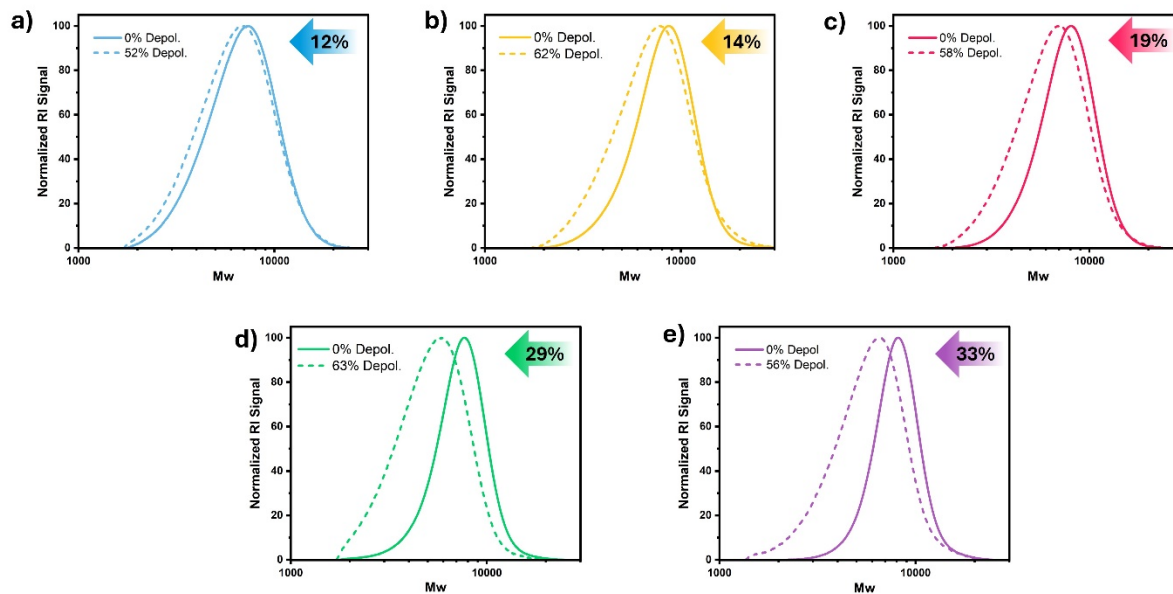 a)
0% Depol.
52% Depol.
12%
100
80
60
40
20
0
Normalized RI Signal
1000
10000
Mw
b)
0% Depol.
62% Depol.
14%
100
80
60
40
20
0
Normalized RI Signal
1000
10000
Mw
c)
0% Depol.
58% Depol.
19%
100
80
60
40
20
0
Normalized RI Signal
1000
10000
Mw
d)
0% Depol.
63% Depol.
29%
100
80
60
40
20
0
Normalized RI Signal
1000
10000
Mw
e)
0% Depol
56% Depol.
33%
100
80
60
40
20
0
Normalized RI Signal
1000
10000
Mw